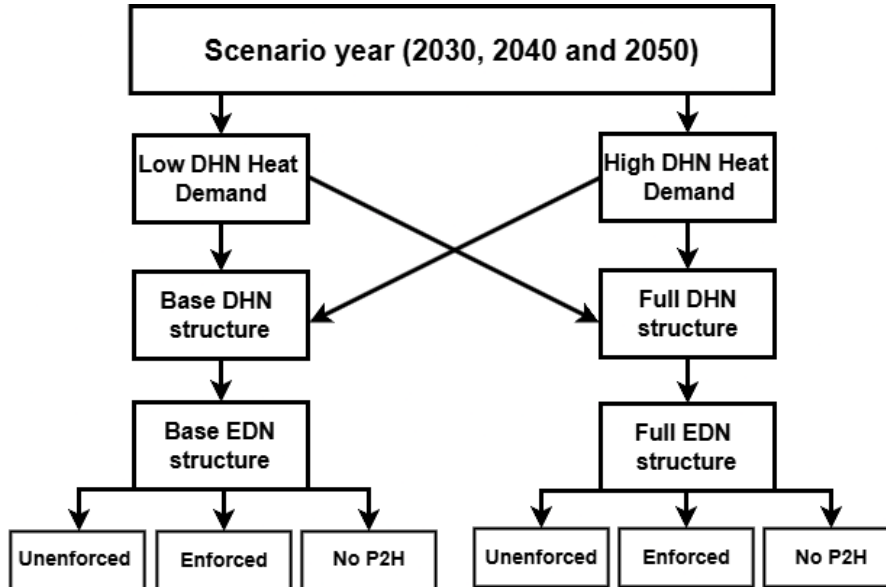 Scenario year (2030, 2040 and 2050)
Low DHN Heat
Demand
High DHN Heat
Demand
Base DHN
structure
Full DHN
structure
Base EDN
structure
Full EDN
structure
Unenforced
Enforced
No P2H
Unenforced
Enforced
No P2H